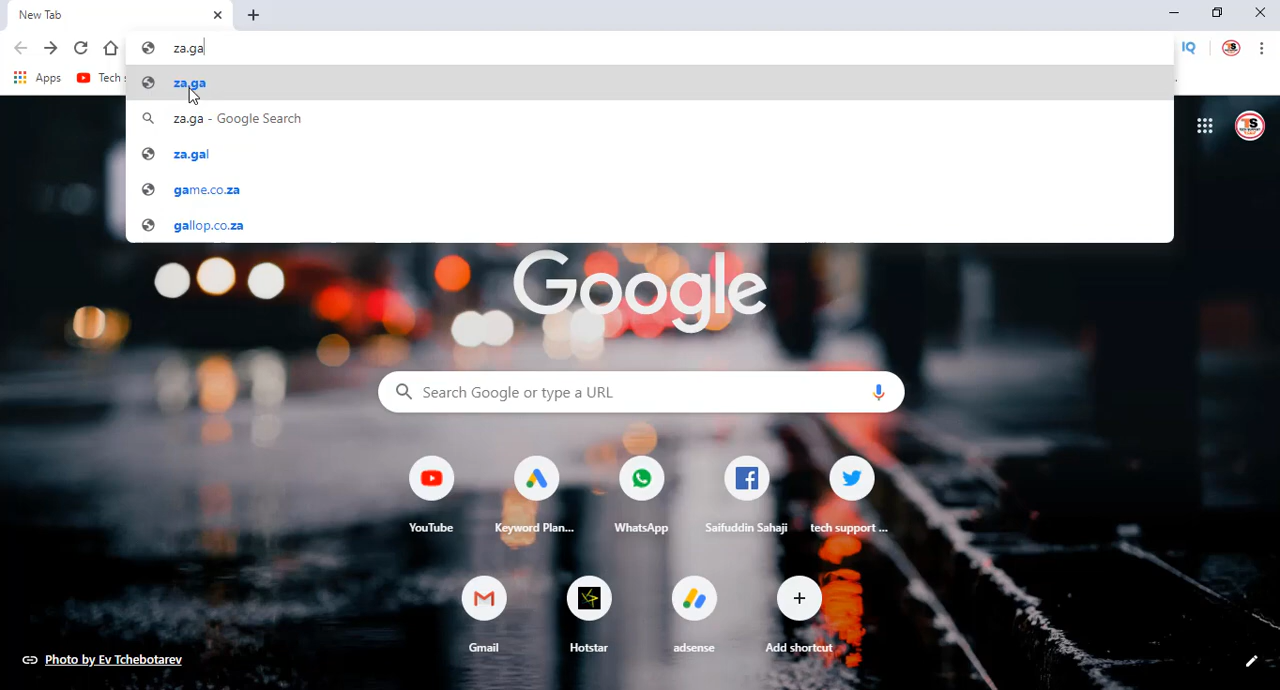 New Tab
za.ga
IQ
Apps
Tech s
za.ga
za.ga - Google Search
za.gal
game.co.za
gallop.co.za
TS
Google
Search Google or type a URL
YouTube
Keyword Plan...
WhatsApp
Saifuddin Sahaji
tech support ...
Gmail
Hotstar
adsense
Add shortcut
Photo by Ev Tchebotarev